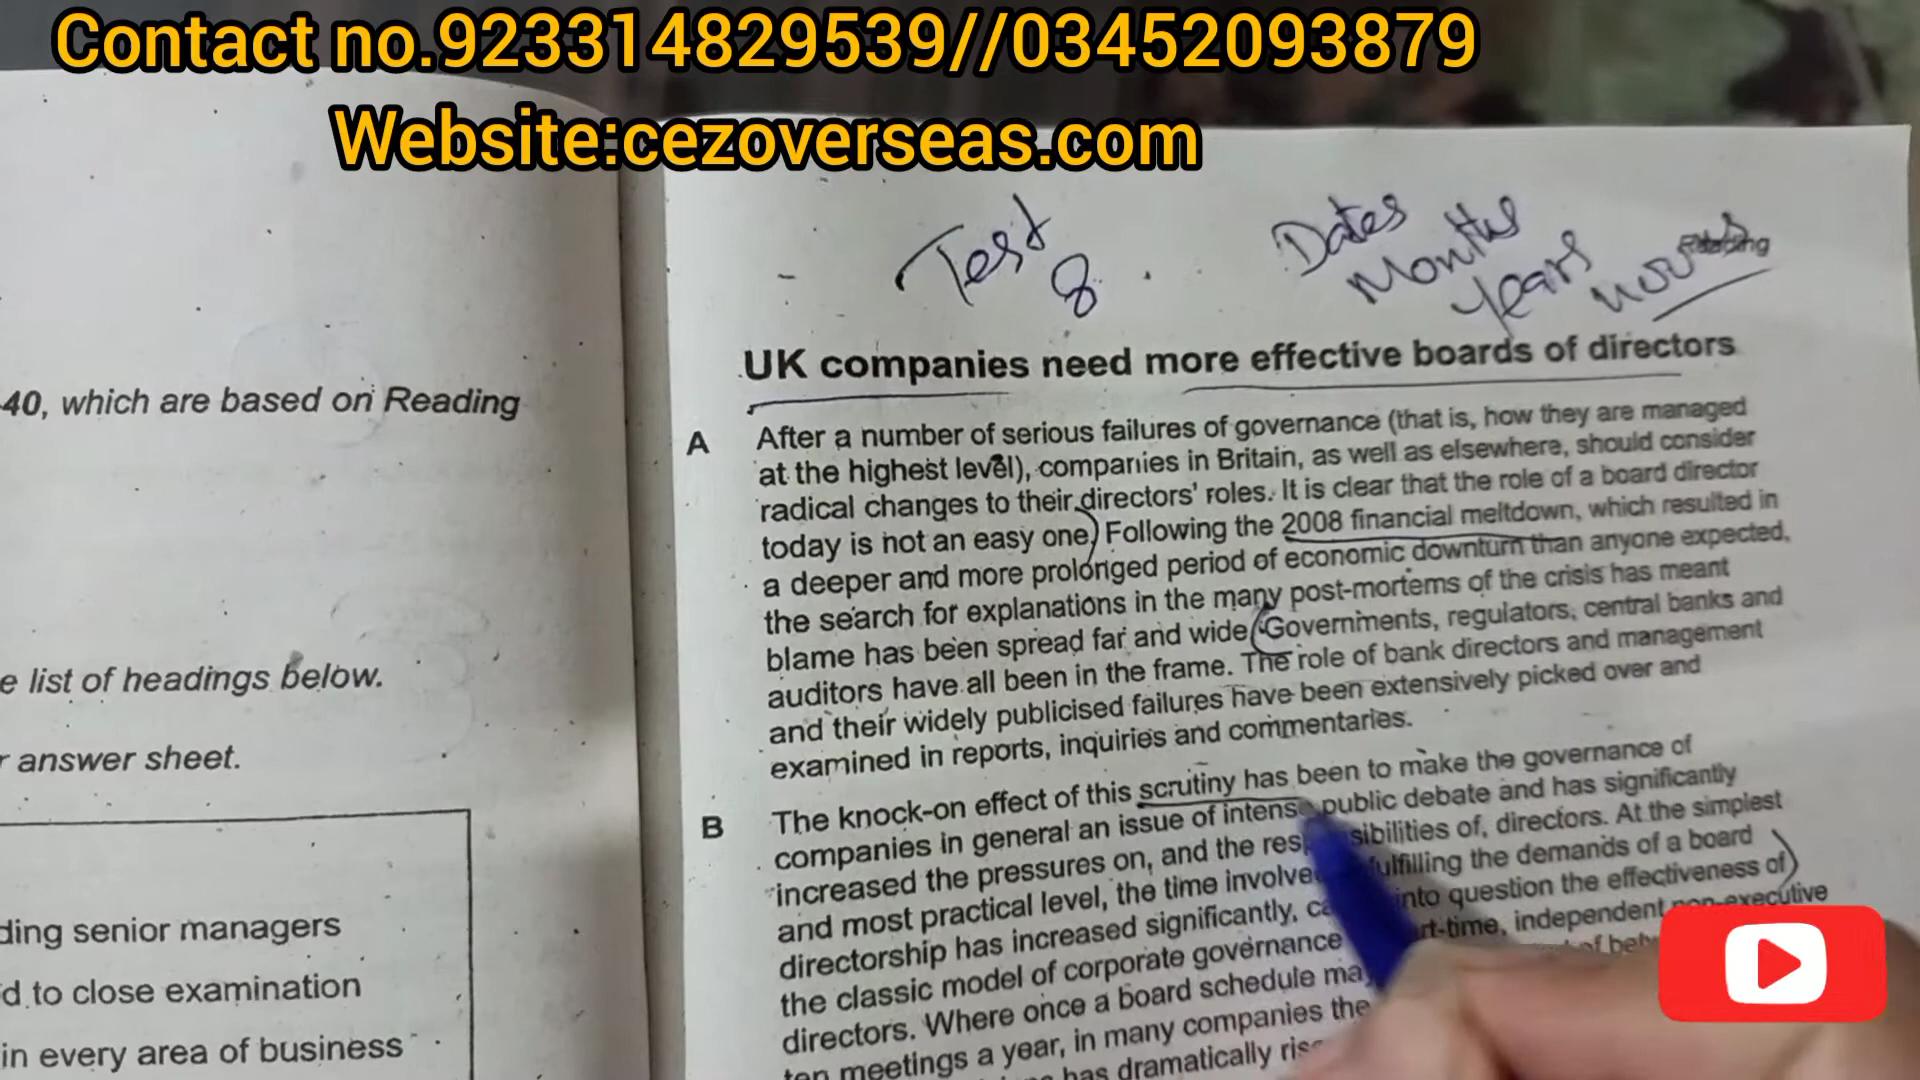 Contact no.923314829539//03452093879
Website:cezoverseas.com
Test
8
Dates
Months
Years
-40, which are based on Reading
e list of headings below.
r answer sheet.
ding senior managers
d to close examination
in every area of business
UK companies need more effective boards of directors
A After a number of serious failures of governance (that is, how they are managed
at the highest level), companies in Britain, as well as elsewhere, should consider
radical changes to their directors' roles. It is clear that the role of a board director
today is not an easy one. Following the 2008 financial meltdown, which resulted in
a deeper and more prolonged period of economic downturn than anyone expected,
the search for explanations in the many post-mortems of the crisis has meant
blame has been spread far and wide. Governments, regulators, central banks and
auditors have all been in the frame. The role of bank directors and management
and their widely publicised failures have been extensively picked over and
examined in reports, inquiries and commentaries.
B The knock-on effect of this scrutiny has been to make the governance of
companies in general an issue of intense public debate and has significantly
increased the pressures on, and the responsibilities of, directors. At the simplest
and most practical level, the time involved fulfilling the demands of a board
directorship has increased significantly, into question the effectiveness of
the classic model of corporate governance independent non-executive
directors. Where once a board schedule of
ten meetings a year, in many companies the
has dramatically